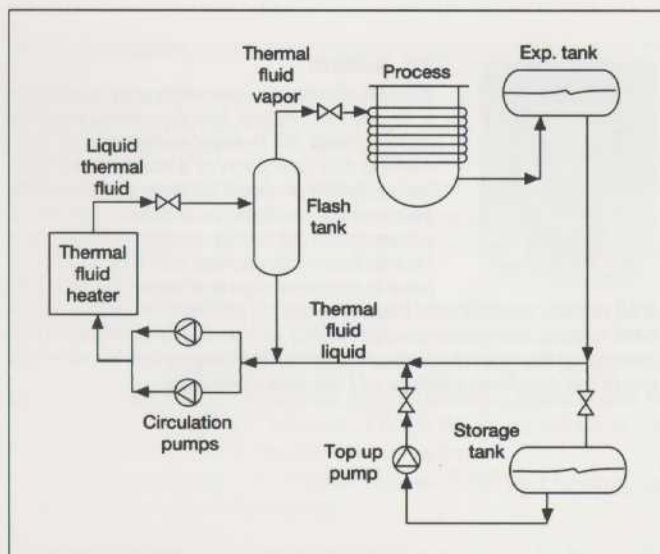 Thermal
fluid
vapor
Process
Exp. tank
Liquid
thermal
fluid
Flash
tank
Thermal
fluid
heater
Thermal
fluid
liquid
Circulation
pumps
Top up
pump
Storage
tank